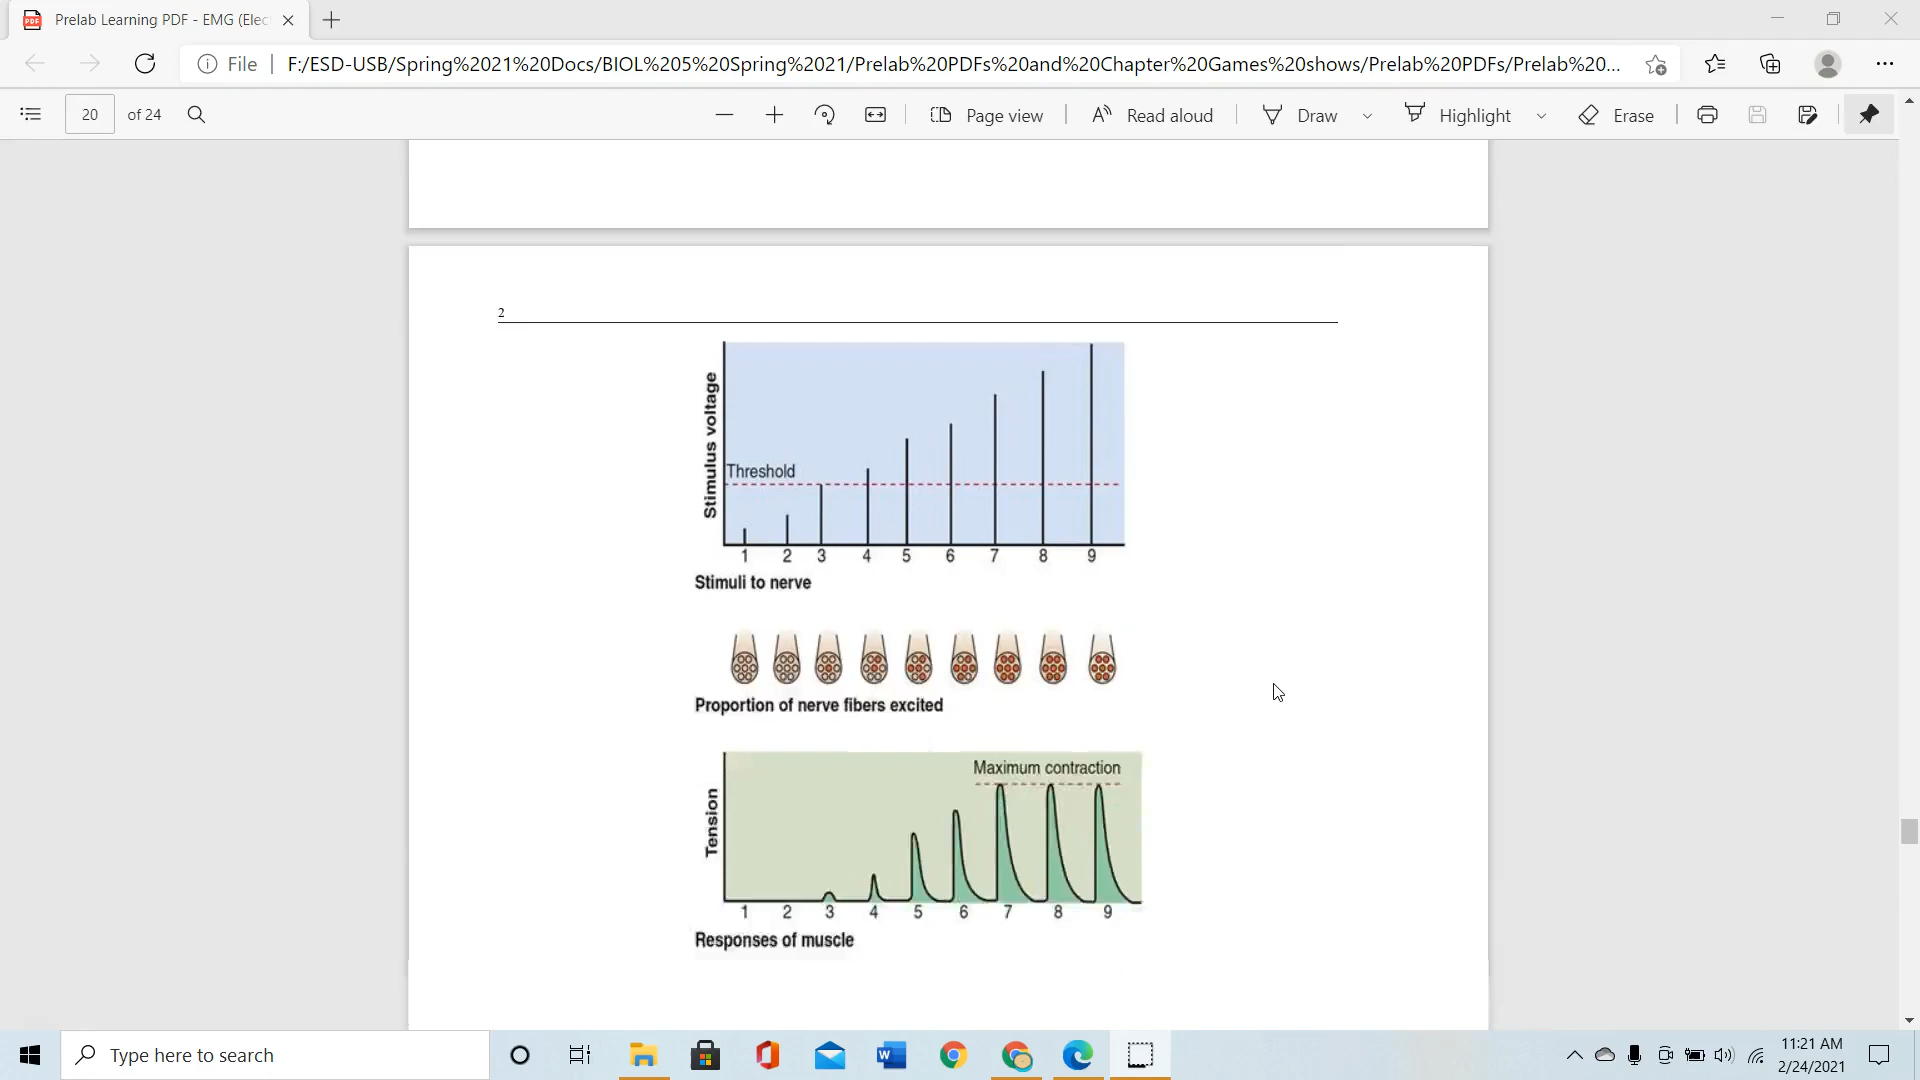 Prelab Learning PDF - EMG (Elec
File
F:/ESD-USB/Spring%2021%20Docs/BIOL%205%20Spring%2021/Prelab%20PDFs%20and%20Chapter%20Games%20shows/Prelab%20PDFs/Prelab%20...
20 of 24
Page view
Read aloud
Draw
Highlight
Erase
2
Stimulus voltage
Threshold
1 2 3 4 5 6 7 8 9
Stimuli to nerve
Proportion of nerve fibers excited
Tension
Maximum contraction
1 2 3 4 5 6 7 8 9
Responses of muscle
Type here to search
11:21 AM
2/24/2021